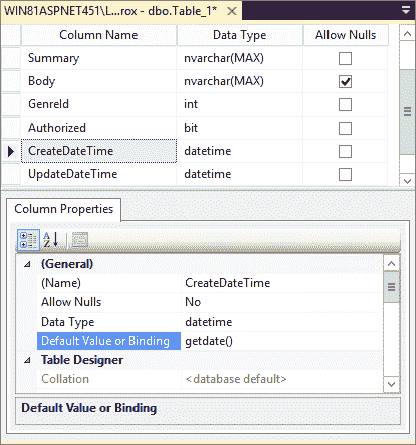 WIN81ASPNET451\L...rox - dbo.Table_1*
Column Name Data Type Allow Nulls
Summary nvarchar(MAX)
Body nvarchar(MAX)
GenreId int
Authorized bit
CreateDateTime datetime
UpdateDateTime datetime
Column Properties
(General)
(Name) CreateDateTime
Allow Nulls No
Data Type datetime
Default Value or Binding getdate()
Table Designer
Collation <database default>
Default Value or Binding